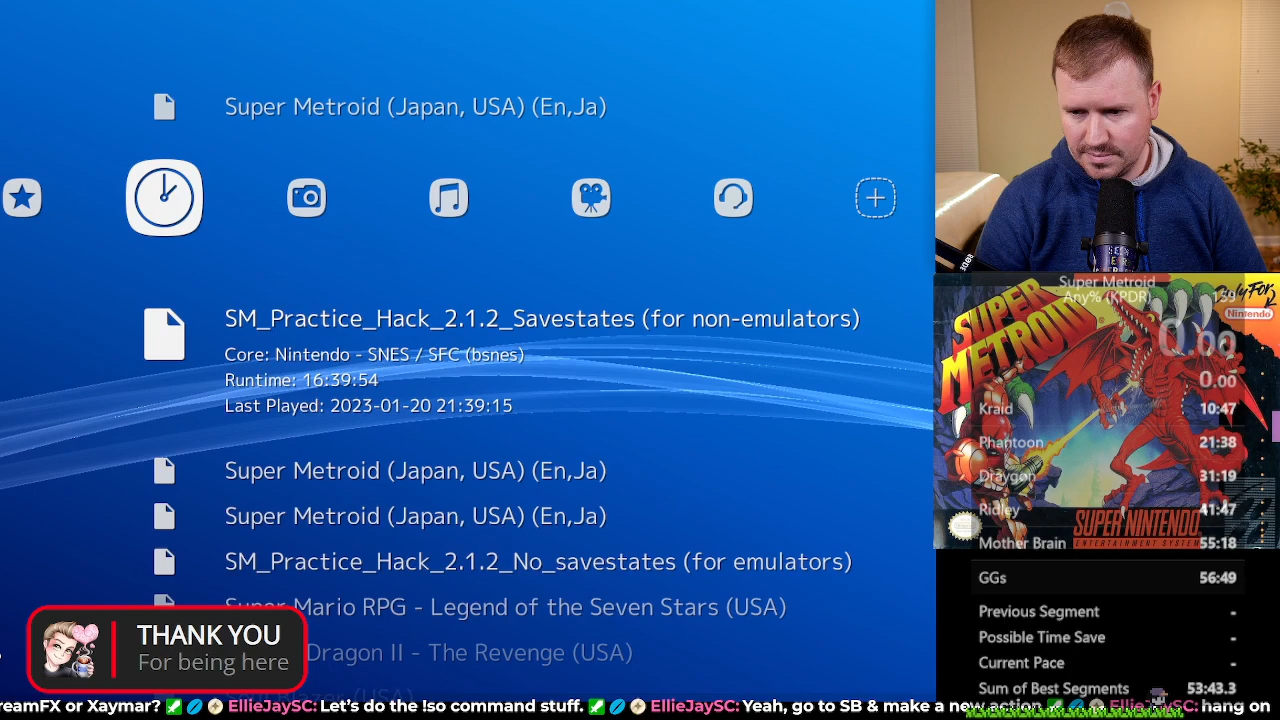 Super Metroid (Japan, USA) (En,Ja)
SM_Practice_Hack_2.1.2_Savestates (for non-emulators)
Core: Nintendo - SNES / SFC (bsnes)
Runtime: 16:39:54
Last Played: 2023-01-20 21:39:15
Super Metroid (Japan, USA) (En,Ja)
Super Metroid (Japan, USA) (En,Ja)
SM_Practice_Hack_2.1.2_No_savestates (for emulators)
Super Mario RPG - Legend of the Seven Stars (USA)
Dragon II - The Revenge (USA)
THANK YOU
For being here
Super Metroid
Any% (KPDR)
139
Only For
Nintendo
SUPER METROID
0.00
0.00
Kraid 10:47
Phantoon 21:38
Draygon 31:19
Ridley 41:47
Mother Brain 55:18
SUPER NINTENDO
ENTERTAINMENT SYSTEM
GGs 56:49
Previous Segment -
Possible Time Save -
Current Pace -
Sum of Best Segments 53:43.3
reamFX or Xaymar? EllieJaySC: Let's do the !so command stuff. EllieJaySC: Yeah, go to SB & make a new action EllieJaySC: hang on